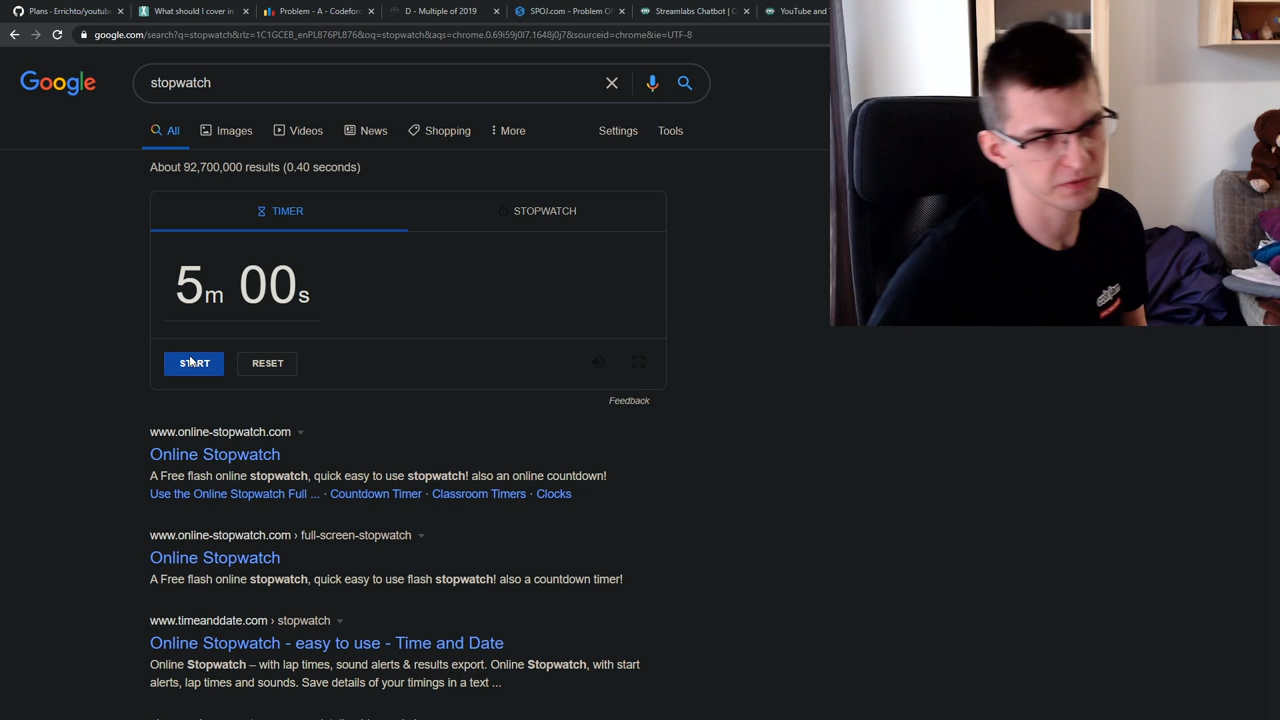 Plans - Errichto/youtub
What should I cover in
Problem - A - Codefor
D - Multiple of 2019
SPOJ.com - Problem O
Streamlabs Chatbot | C
YouTube and T
google.com/search?q=stopwatch&rlz=1C1GCEB_enPL876PL876&oq=stopwatch&aqs=chrome.0.69i59j0l7.1648j0j7&sourceid=chrome&ie=UTF-8
Google
stopwatch
All
Images
Videos
News
Shopping
More
Settings
Tools
About 92,700,000 results (0.40 seconds)
TIMER
STOPWATCH
5m 00s
START
RESET
Feedback
www.online-stopwatch.com
Online Stopwatch
A Free flash online stopwatch, quick easy to use stopwatch! also an online countdown!
Use the Online Stopwatch Full ... · Countdown Timer · Classroom Timers · Clocks
www.online-stopwatch.com › full-screen-stopwatch
Online Stopwatch
A Free flash online stopwatch, quick easy to use flash stopwatch! also a countdown timer!
www.timeanddate.com › stopwatch
Online Stopwatch - easy to use - Time and Date
Online Stopwatch – with lap times, sound alerts & results export. Online Stopwatch, with start
alerts, lap times and sounds. Save details of your timings in a text ...